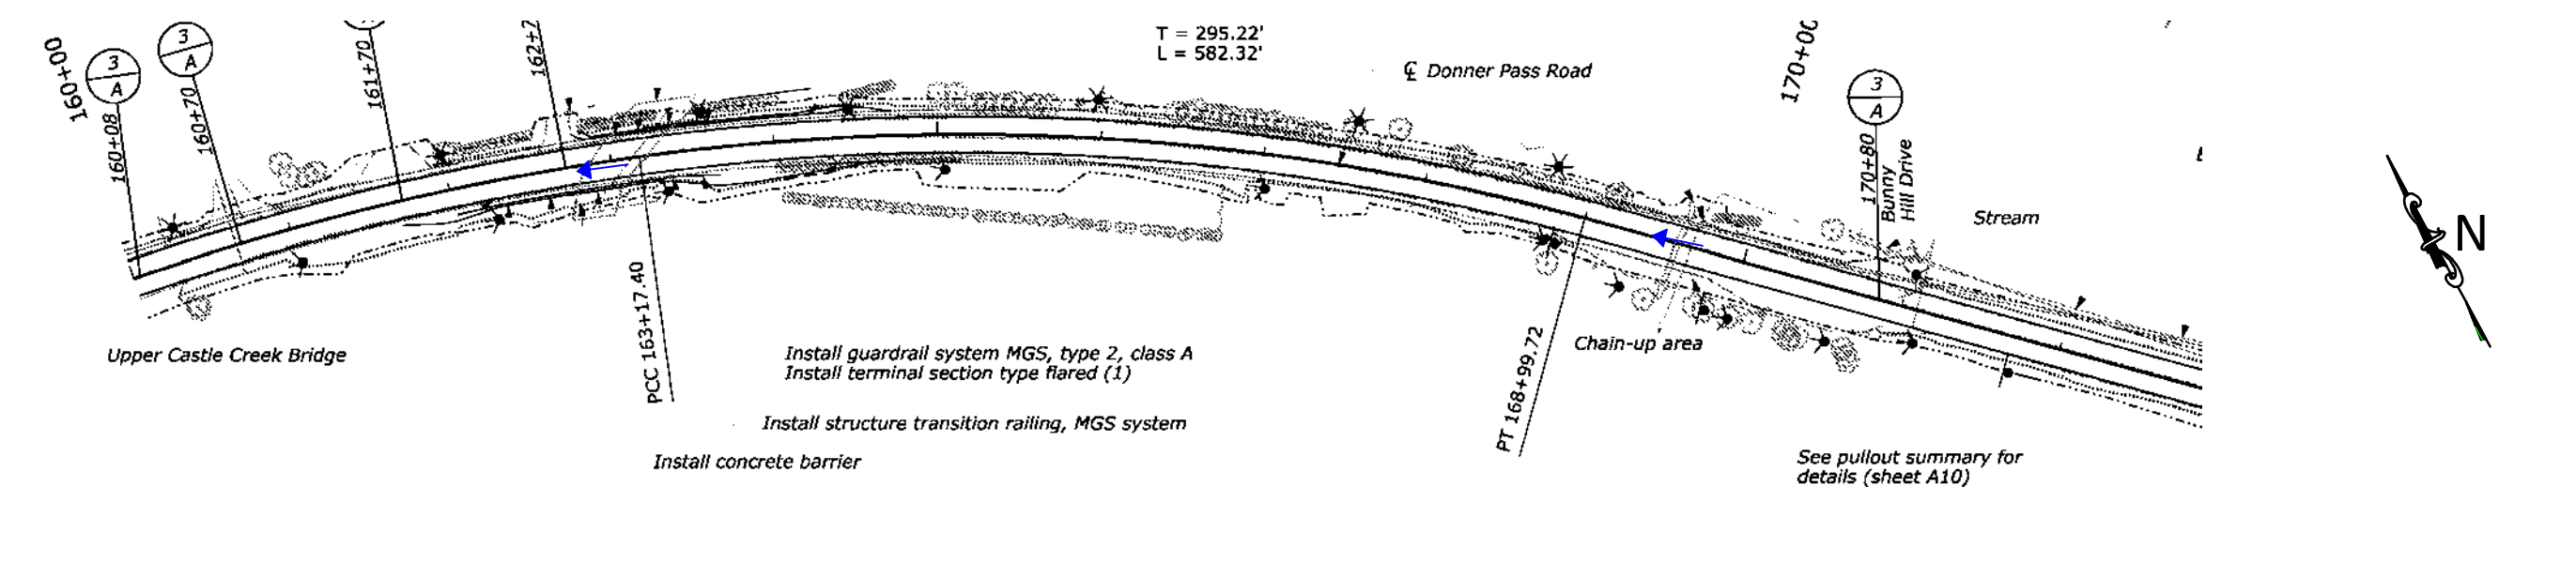 160+00
3
A
160+08
3
A
160+70
161+70
T = 295.22'
L = 582.32'
℄ Donner Pass Road
170+00
3
A
170+80
Bunny
Hill Drive
Stream
N
Upper Castle Creek Bridge
PCC 163+17.40
Install guardrail system MGS, type 2, class A
Install terminal section type flared (1)
Install structure transition railing, MGS system
Install concrete barrier
PT 168+99.72
Chain-up area
See pullout summary for
details (sheet A10)